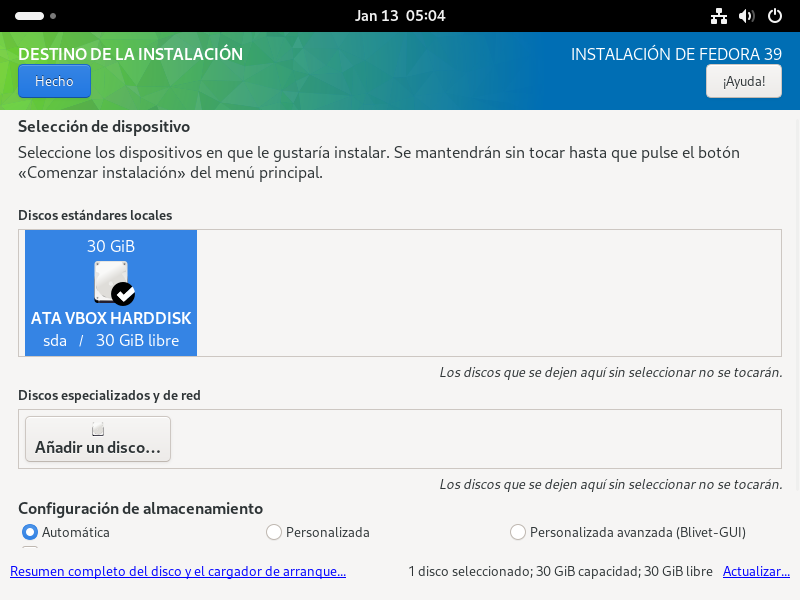 Jan 13 05:04
DESTINO DE LA INSTALACIÓN
INSTALACIÓN DE FEDORA 39
Hecho
¡Ayuda!
Selección de dispositivo
Seleccione los dispositivos en que le gustaría instalar. Se mantendrán sin tocar hasta que pulse el botón
«Comenzar instalación» del menú principal.
Discos estándares locales
30 GiB
ATA VBOX HARDDISK
sda / 30 GiB libre
Los discos que se dejen aquí sin seleccionar no se tocarán.
Discos especializados y de red
Añadir un disco...
Los discos que se dejen aquí sin seleccionar no se tocarán.
Configuración de almacenamiento
Automática Personalizada Personalizada avanzada (Blivet-GUI)
Resumen completo del disco y el cargador de arranque... 1 disco seleccionado; 30 GiB capacidad; 30 GiB libre Actualizar...